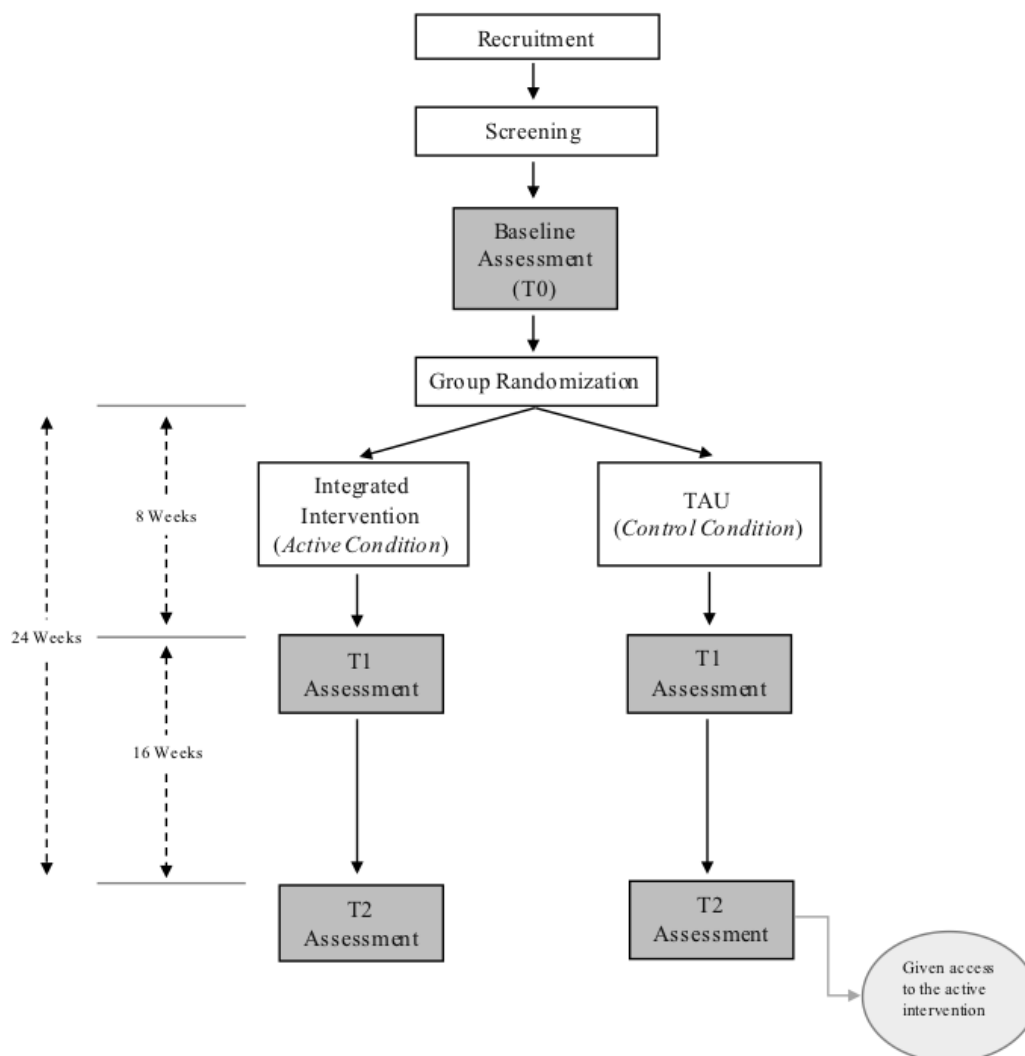 Recruitment
Screening
Baseline
Assessment
(T0)
Group Randomization
Integrated
Intervention
(Active Condition)
TAU
(Control Condition)
8 Weeks
24 Weeks
T1
Assessment
T1
Assessment
16 Weeks
T2
Assessment
T2
Assessment
Given access
to the active
intervention